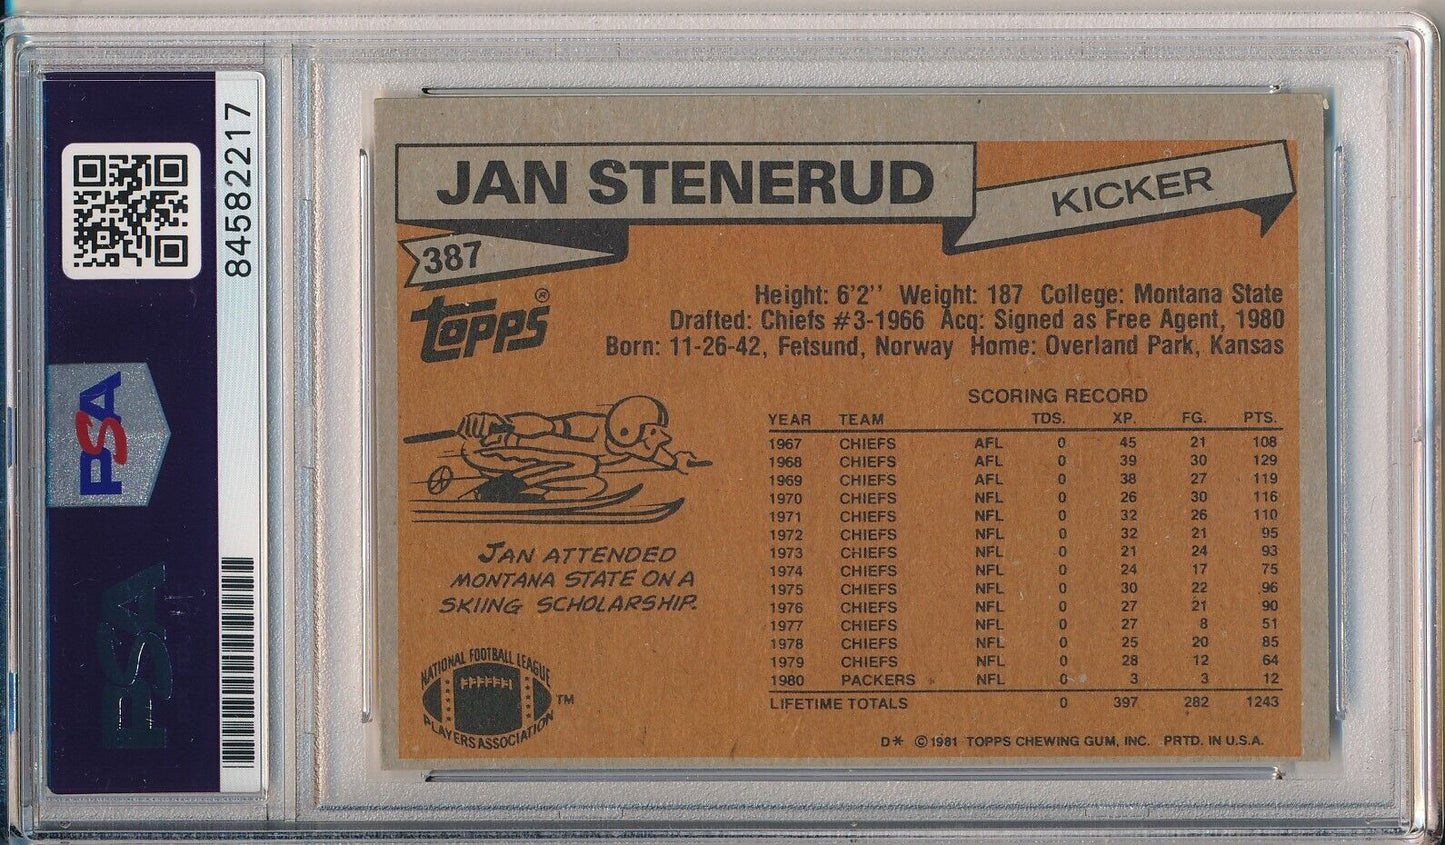 84582217
PSA
PSA
JAN STENERUD
KICKER
387
Topps®
Height: 6'2'' Weight: 187 College: Montana State
Drafted: Chiefs #3-1966 Acq: Signed as Free Agent, 1980
Born: 11-26-42, Fetsund, Norway Home: Overland Park, Kansas
JAN ATTENDED
MONTANA STATE ON A
SKIING SCHOLARSHIP.
NATIONAL FOOTBALL LEAGUE
PLAYERS ASSOCIATION ™
SCORING RECORD
YEAR TEAM TDS. XP. FG. PTS.
1967 CHIEFS AFL 0 45 21 108
1968 CHIEFS AFL 0 39 30 129
1969 CHIEFS AFL 0 38 27 119
1970 CHIEFS NFL 0 26 30 116
1971 CHIEFS NFL 0 32 26 110
1972 CHIEFS NFL 0 32 21 95
1973 CHIEFS NFL 0 21 24 93
1974 CHIEFS NFL 0 24 17 75
1975 CHIEFS NFL 0 30 22 96
1976 CHIEFS NFL 0 27 21 90
1977 CHIEFS NFL 0 27 8 51
1978 CHIEFS NFL 0 25 20 85
1979 CHIEFS NFL 0 28 12 64
1980 PACKERS NFL 0 3 3 12
LIFETIME TOTALS 0 397 282 1243
D* © 1981 TOPPS CHEWING GUM, INC. PRTD. IN U.S.A.